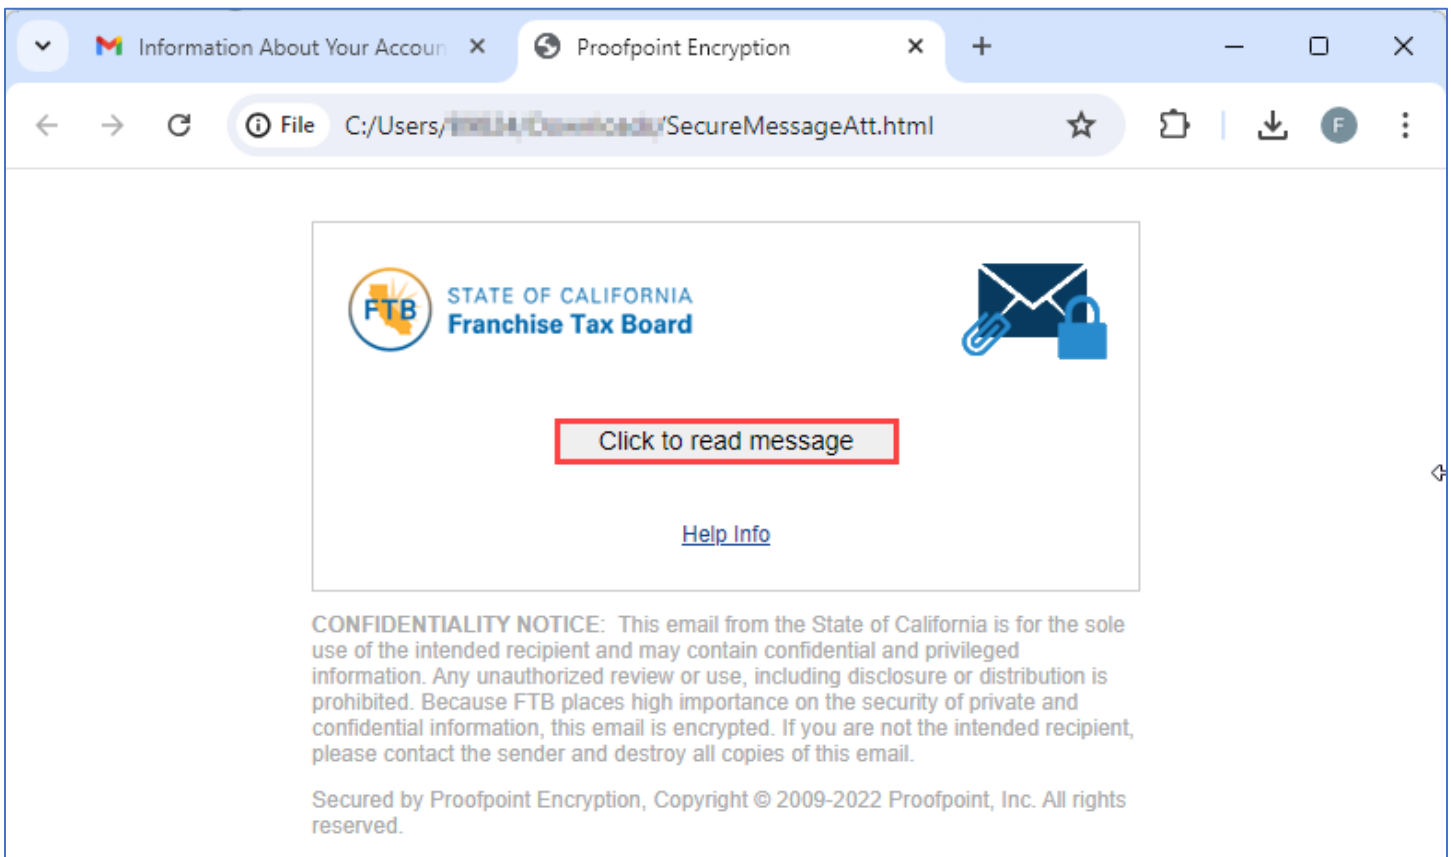 Information About Your Accoun
Proofpoint Encryption
File C:/Users/ /SecureMessageAtt.html
F
FTB
STATE OF CALIFORNIA
Franchise Tax Board
Click to read message
Help Info
CONFIDENTIALITY NOTICE: This email from the State of California is for the sole
use of the intended recipient and may contain confidential and privileged
information. Any unauthorized review or use, including disclosure or distribution is
prohibited. Because FTB places high importance on the security of private and
confidential information, this email is encrypted. If you are not the intended recipient,
please contact the sender and destroy all copies of this email.
Secured by Proofpoint Encryption, Copyright © 2009-2022 Proofpoint, Inc. All rights
reserved.